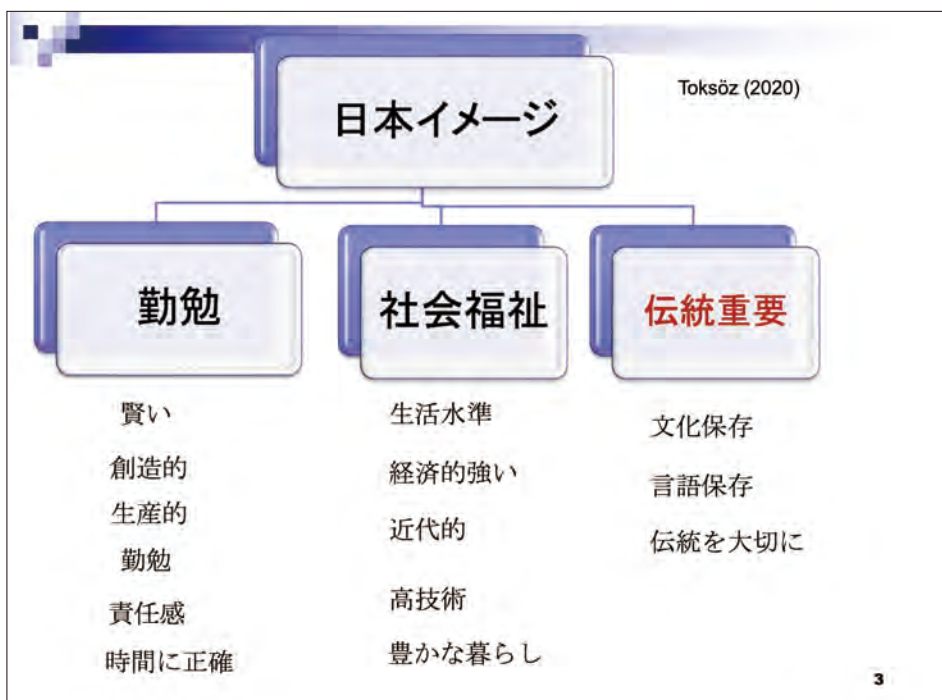 Toksöz (2020)
日本イメージ
勤勉
賢い
創造的
生産的
勤勉
責任感
時間に正確
社会福祉
生活水準
経済的強い
近代的
高技術
豊かな暮らし
伝統重要
文化保存
言語保存
伝統を大切に
3